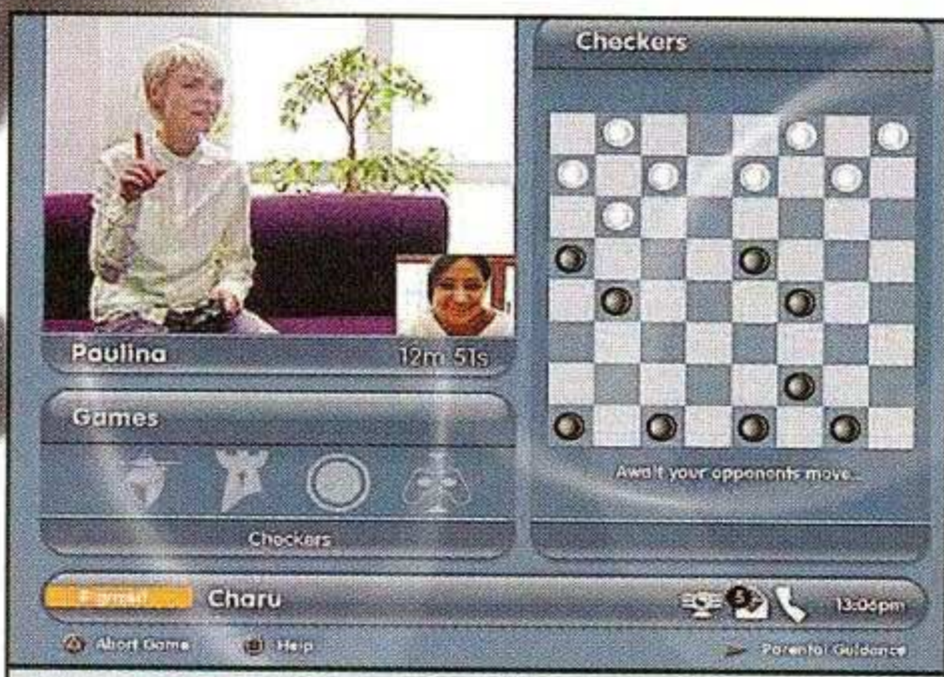 Checkers
Paulina 12m 51s
Games
Await your opponents move...
Checkers
Charu
13:06pm
Abort Game
Help
Parental Guidance